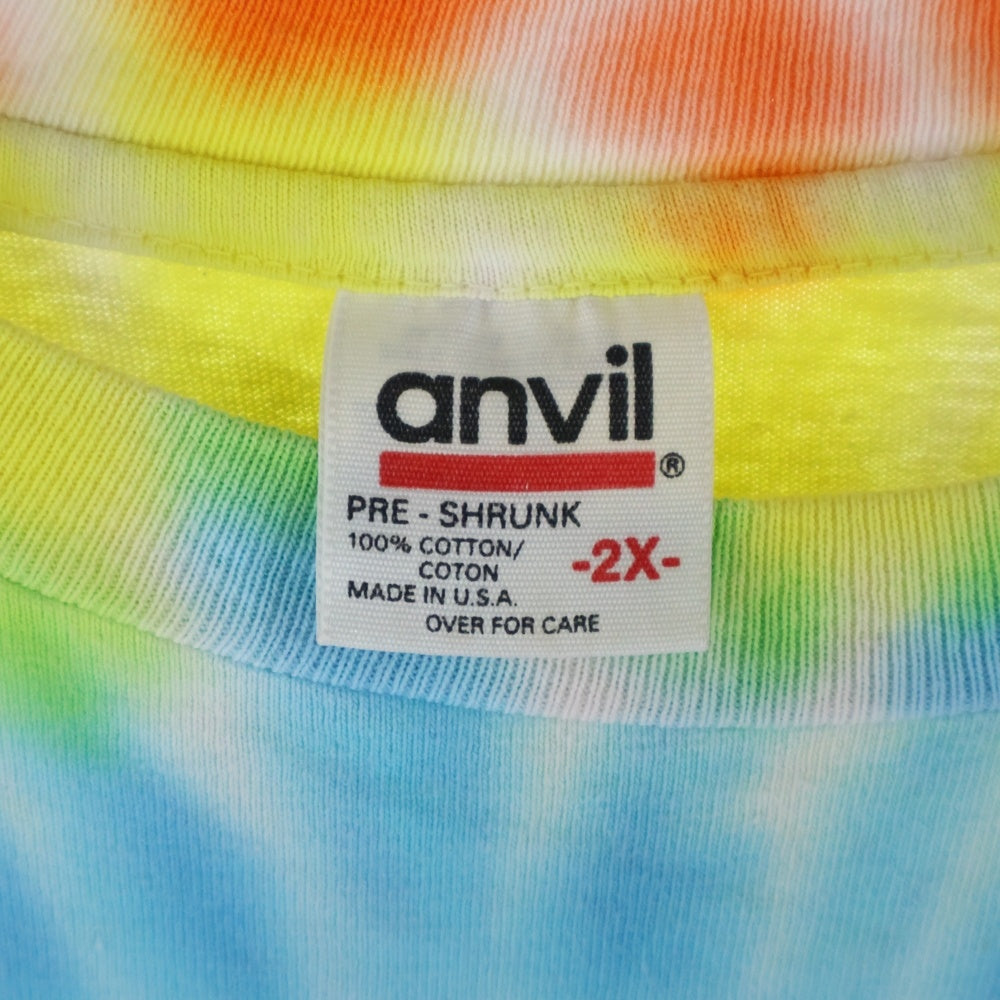 anvil®
PRE - SHRUNK
100% COTTON/
COTON
-2X-
MADE IN U.S.A.
OVER FOR CARE